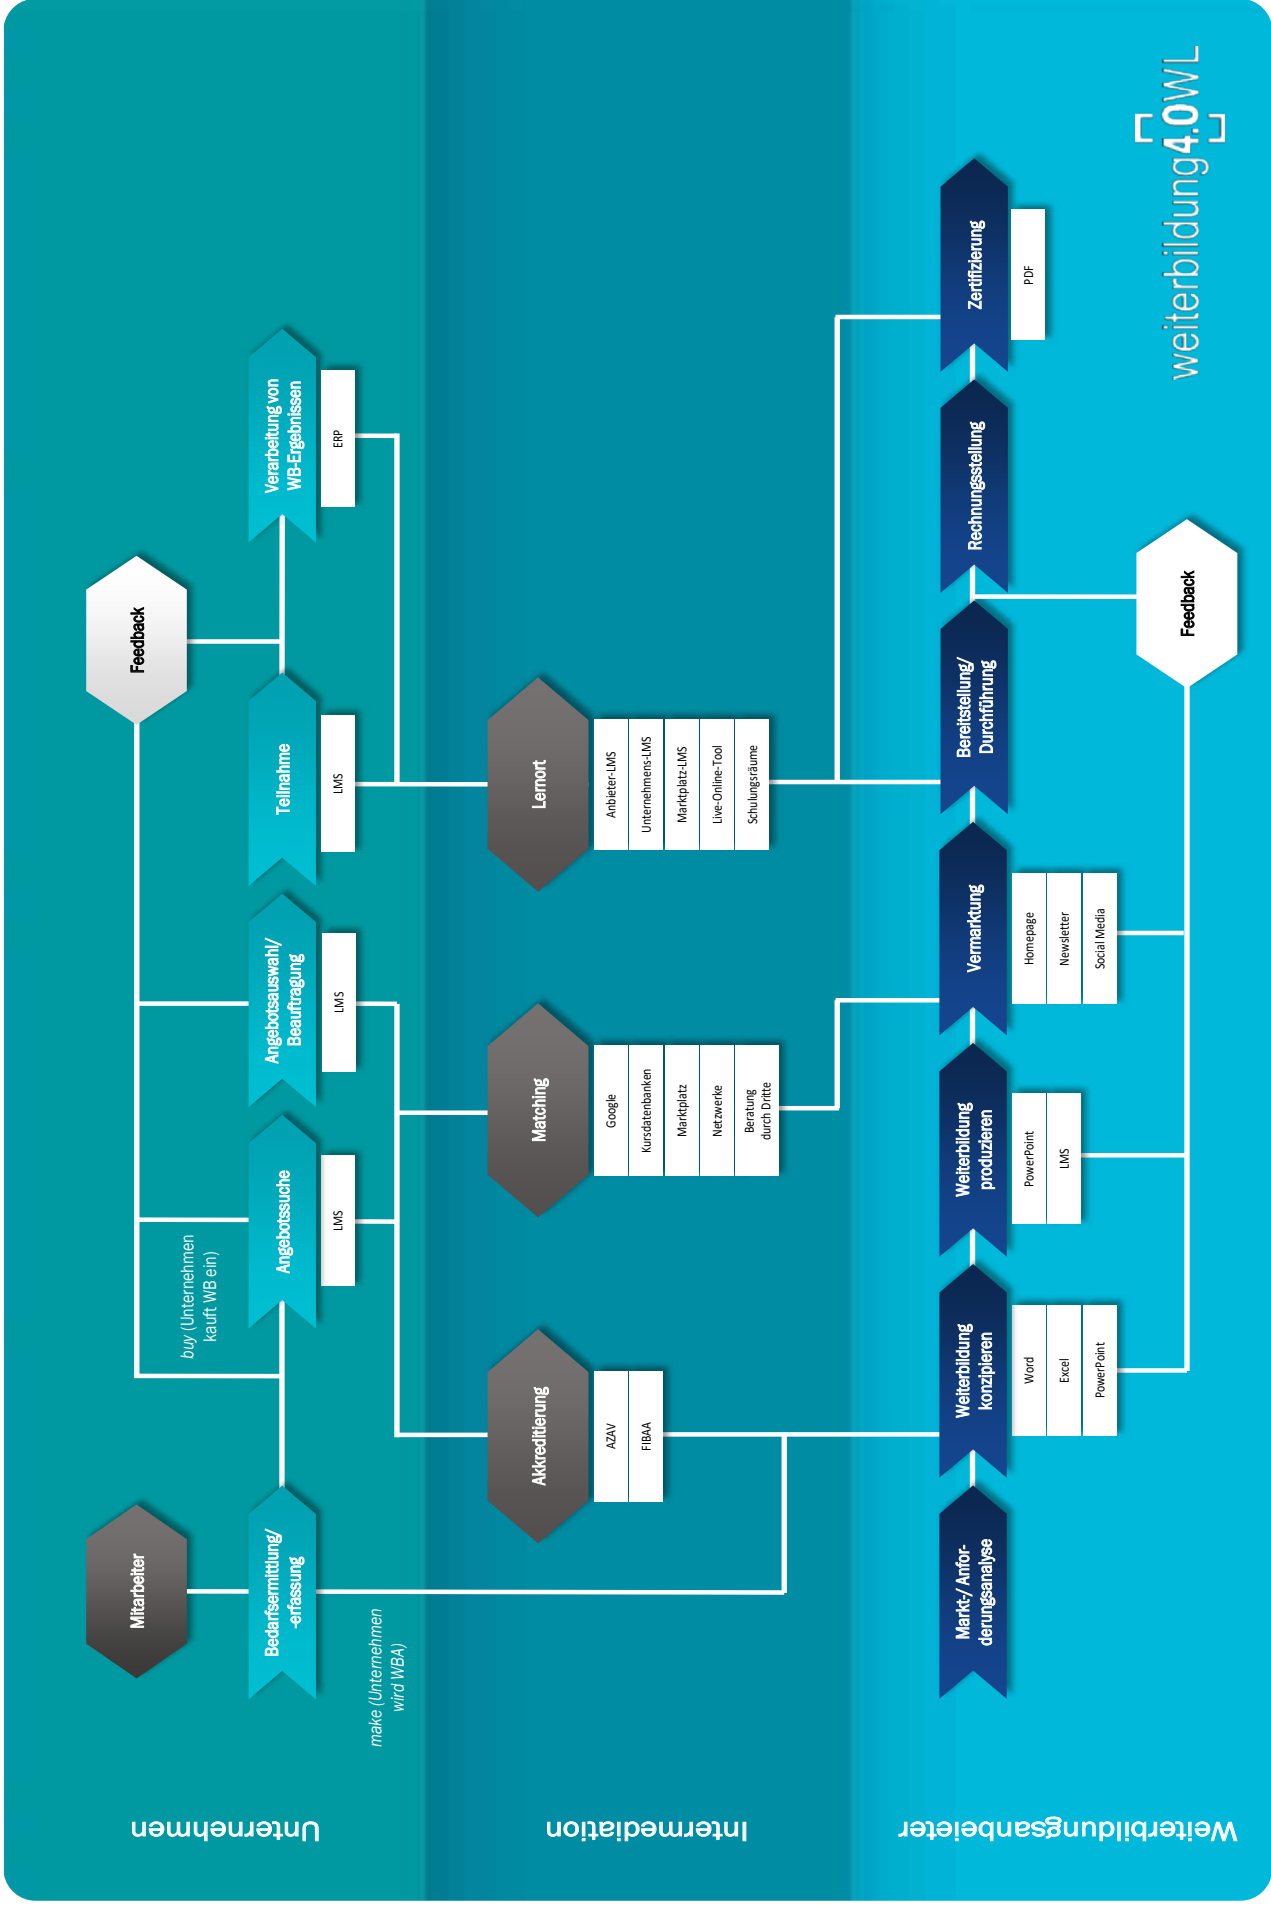 Unternehmen
Mitarbeiter
Feedback
buy (Unternehmen
kauft WB ein)
Bedarfsermittlung/
-erfassung
Angebotssuche
LMS
Angebotsauswahl/
Beauftragung
LMS
Teilnahme
LMS
Verarbeitung von
WB-Ergebnissen
ERP
make (Unternehmen
wird WBA)
Intermediation
Akkreditierung
AZAV
FIBAA
Matching
Google
Kursdatenbanken
Marktplatz
Netzwerke
Beratung
durch Dritte
Lernort
Anbieter-LMS
Unternehmens-LMS
Marktplatz-LMS
Live-Online-Tool
Schulungsräume
Weiterbildungsanbeieter
Markt-/ Anfor-
derungsanalyse
Weiterbildung
konzipieren
Word
Excel
PowerPoint
Weiterbildung
produzieren
PowerPoint
LMS
Vermarktung
Homepage
Newsletter
Social Media
Bereitstellung/
Durchführung
Rechnungsstellung
Zertifizierung
PDF
Feedback
weiterbildung4.0WL